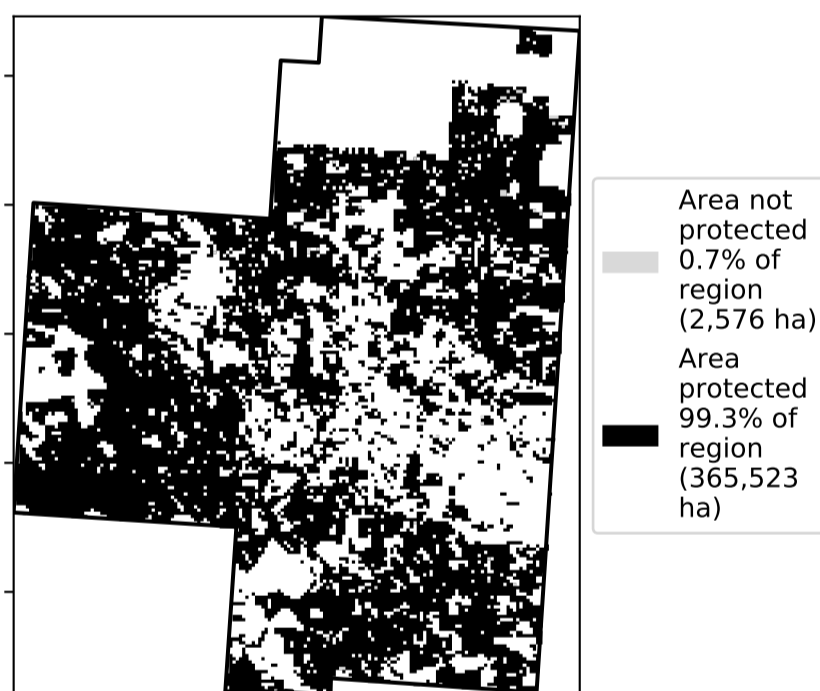 Area not
protected
0.7% of
region
(2,576 ha)
Area
protected
99.3% of
region
(365,523
ha)